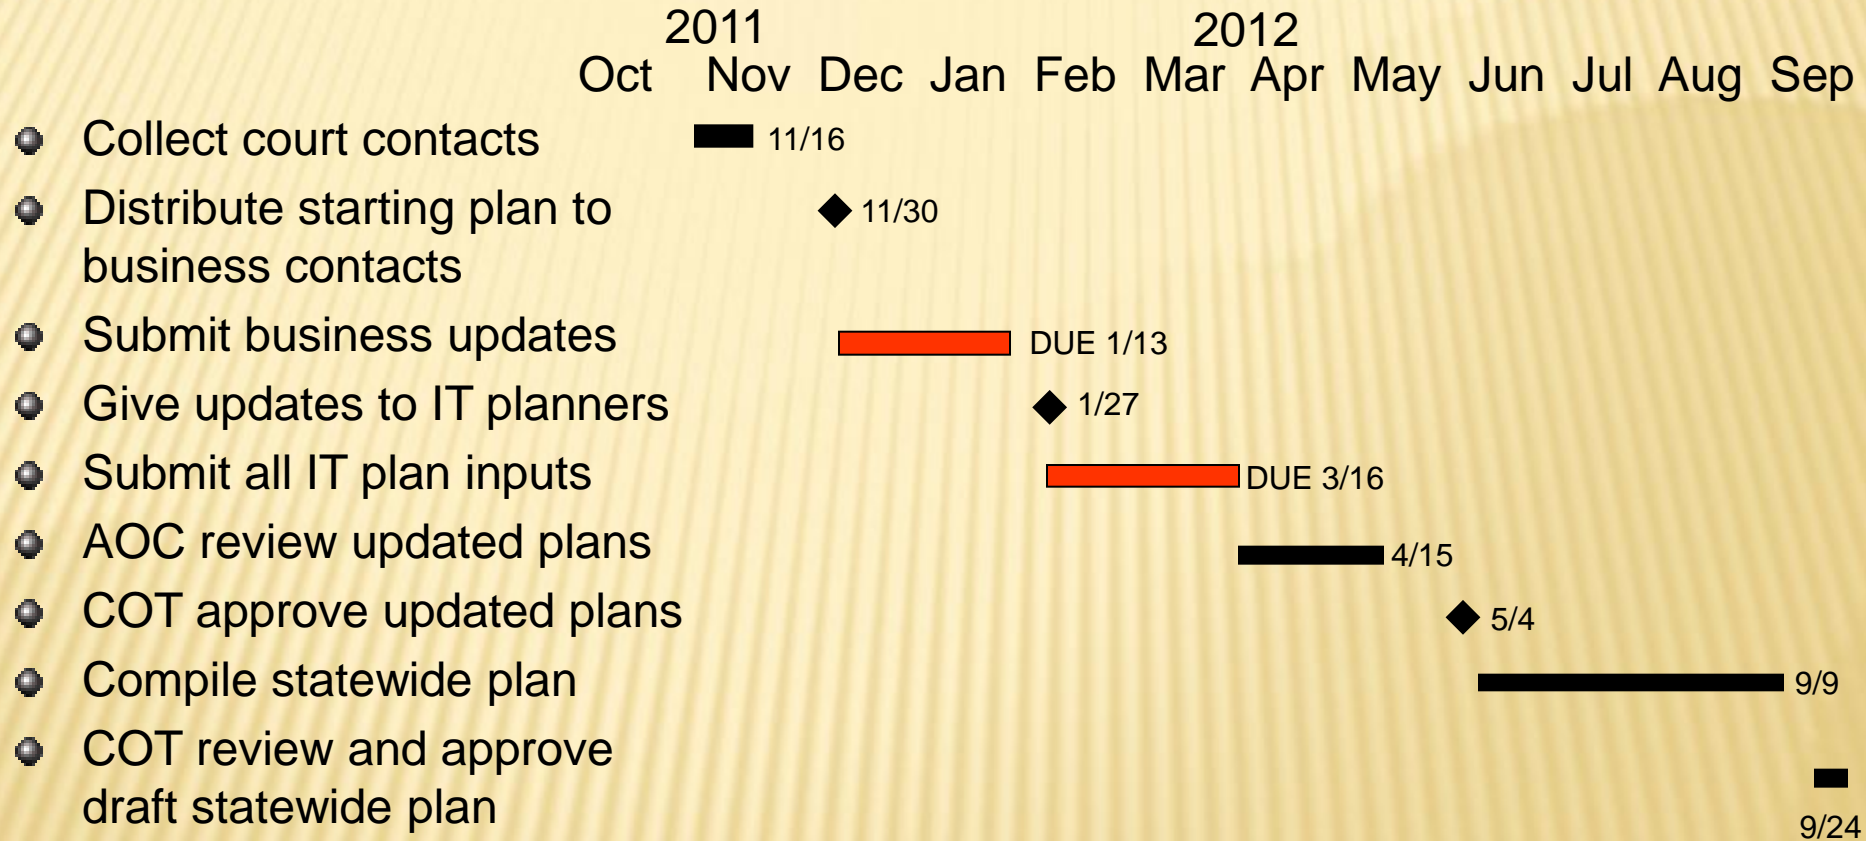 2011 2012
Oct Nov Dec Jan Feb Mar Apr May Jun Jul Aug Sep
Collect court contacts 11/16
Distribute starting plan to 11/30
business contacts
Submit business updates DUE 1/13
Give updates to IT planners 1/27
Submit all IT plan inputs DUE 3/16
AOC review updated plans 4/15
COT approve updated plans 5/4
Compile statewide plan 9/9
COT review and approve
draft statewide plan 9/24